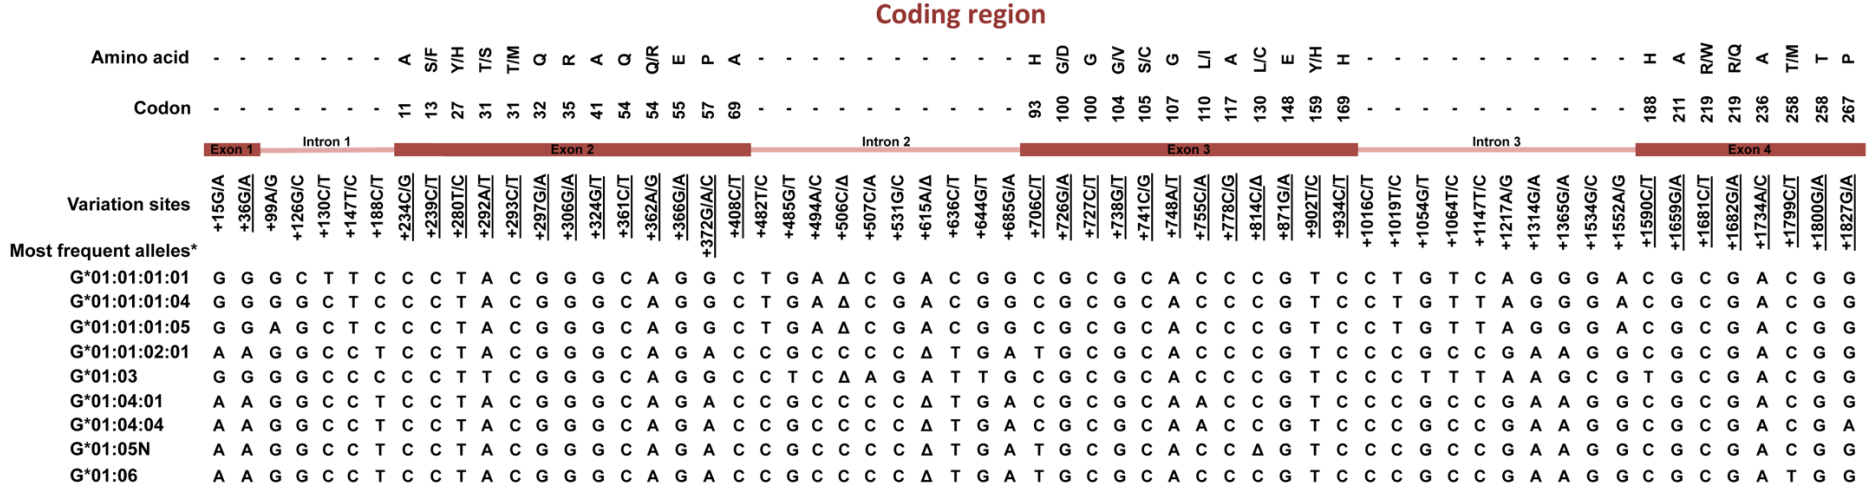 Coding region
Amino acid - - - - - - - A S/F Y/H T/S T/M Q R A Q Q/R E P A - - - - - - - - - - H G/D G G/V S/C G L/I A L/C E Y/H H - - - - - - - - - - H A R/W R/Q A T/M T P
Codon - - - - - - - 11 13 27 31 31 32 35 41 54 54 55 57 69 - - - - - - - - - - 93 100 100 104 105 107 110 117 130 148 159 169 - - - - - - - - - - 188 211 219 219 236 258 258 267
Exon 1 Intron 1 Exon 2 Intron 2 Exon 3 Intron 3 Exon 4
Variation sites +15G/A +36G/A +99A/G +126G/C +130C/T +147T/C +188C/T +234C/G +239C/T +280T/C +292A/T +293C/T +297G/A +306G/A +324G/T +361C/T +362A/G +366G/A +372G/A/C +408C/T +482T/C +485G/T +494A/C +506C/Δ +507C/A +531G/C +615A/Δ +636C/T +644G/T +685G/A +706C/T +726G/A +727C/T +738G/T +741C/G +748A/T +755C/A +778C/G +814C/Δ +871G/A +902T/C +934C/T +1016C/T +1019T/C +1054G/T +1064T/C +1147T/C +1217A/G +1314G/A +1365G/A +1534G/C +1552A/G +1590C/T +1659G/A +1681C/T +1682G/A +1734A/C +1799C/T +1800G/A +1827G/A
Most frequent alleles*
G*01:01:01:01 G G G C T T C C C T A C G G G C A G G C T G A Δ C G A C G G C G C G C A C C C G T C C T G T C A G G G A C G C G A C G G
G*01:01:01:04 G G G G C T C C C T A C G G G C A G G C T G A Δ C G A C G G C G C G C A C C C G T C C T G T T A G G G A C G C G A C G G
G*01:01:01:05 G G A G C T C C C T A C G G G C A G G C T G A Δ C G A C G G C G C G C A C C C G T C C T G T T A G G G A C G C G A C G G
G*01:01:02:01 A A G G C C T C C T A C G G G C A G A C C G C C C C Δ T G A T G C G C A C C C G T C C C G C C G A A G G C G C G A C G G
G*01:03 G G G G C C C C C T T C G G G C A G G C C T C Δ A G A T T G C G C G C A C C C G T C C C T T T A A G C G T G C G A C G G
G*01:04:01 A A G G C C T C C T A C G G G C A G A C C G C C C C Δ T G A C G C G C A A C C G T C C C G C C G A A G G C G C G A C G G
G*01:04:04 A A G G C C T C C T A C G G G C A G A C C G C C C C Δ T G A C G C G C A A C C G T C C C G C C G A A G G C G C G A C G A
G*01:05N A A G G C C T C C T A C G G G C A G A C C G C C C C Δ T G A T G C G C A C C Δ G T C C C G C C G A A G G C G C G A C G G
G*01:06 A A G G C C T C C T A C G G G C A G A C C G C C C C Δ T G A T G C G C A C C C G T C C C G C C G A A G G C G C G A T G G